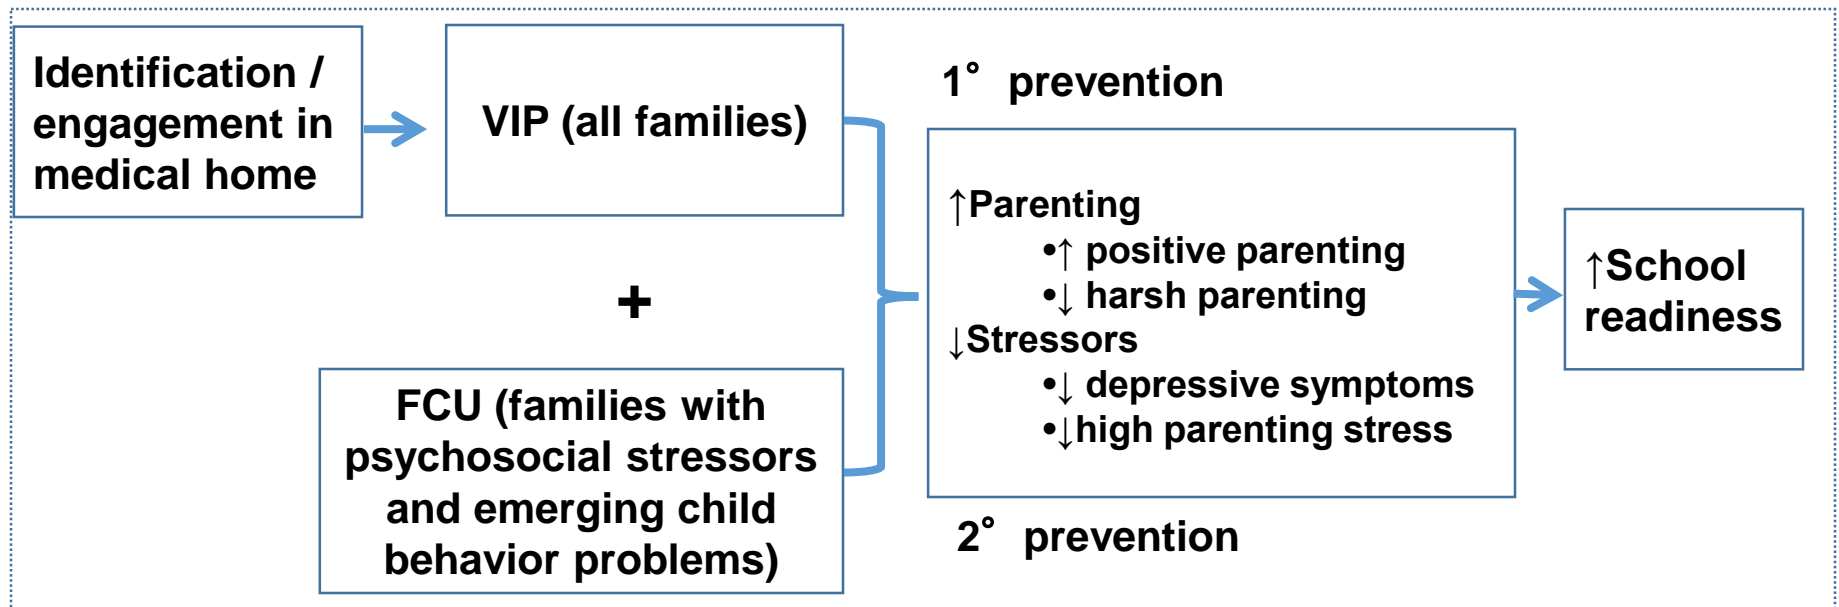 Identification /
engagement in
medical home
VIP (all families)
+
FCU (families with
psychosocial stressors
and emerging child
behavior problems)
1° prevention
↑Parenting
•↑ positive parenting
•↓ harsh parenting
↓Stressors
•↓ depressive symptoms
•↓high parenting stress
2° prevention
↑School
readiness